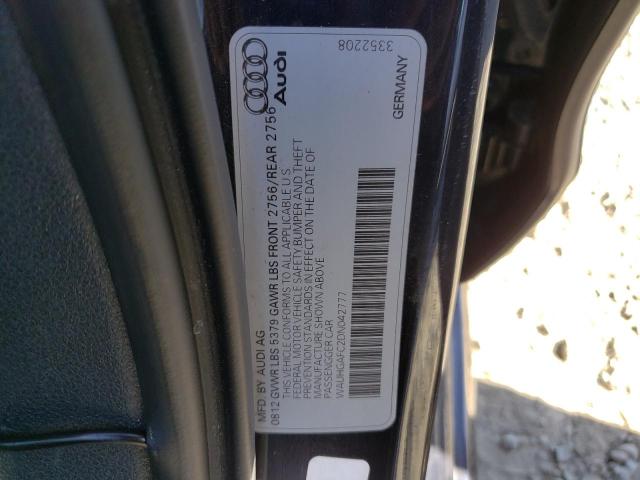 3352208
Audi
GERMANY
MFD BY AUDI AG
0812 GVWR LBS 5379 GAWR LBS FRONT 2756/REAR 2756
THIS VEHICLE CONFORMS TO ALL APPLICABLE U S
FEDERAL MOTOR VEHICLE SAFETY BUMPER AND THEFT
PREVENTION STANDARDS IN EFFECT ON THE DATE OF
MANUFACTURE SHOWN ABOVE
PASSENGGER CAR
WAUHGAFC2DN042777